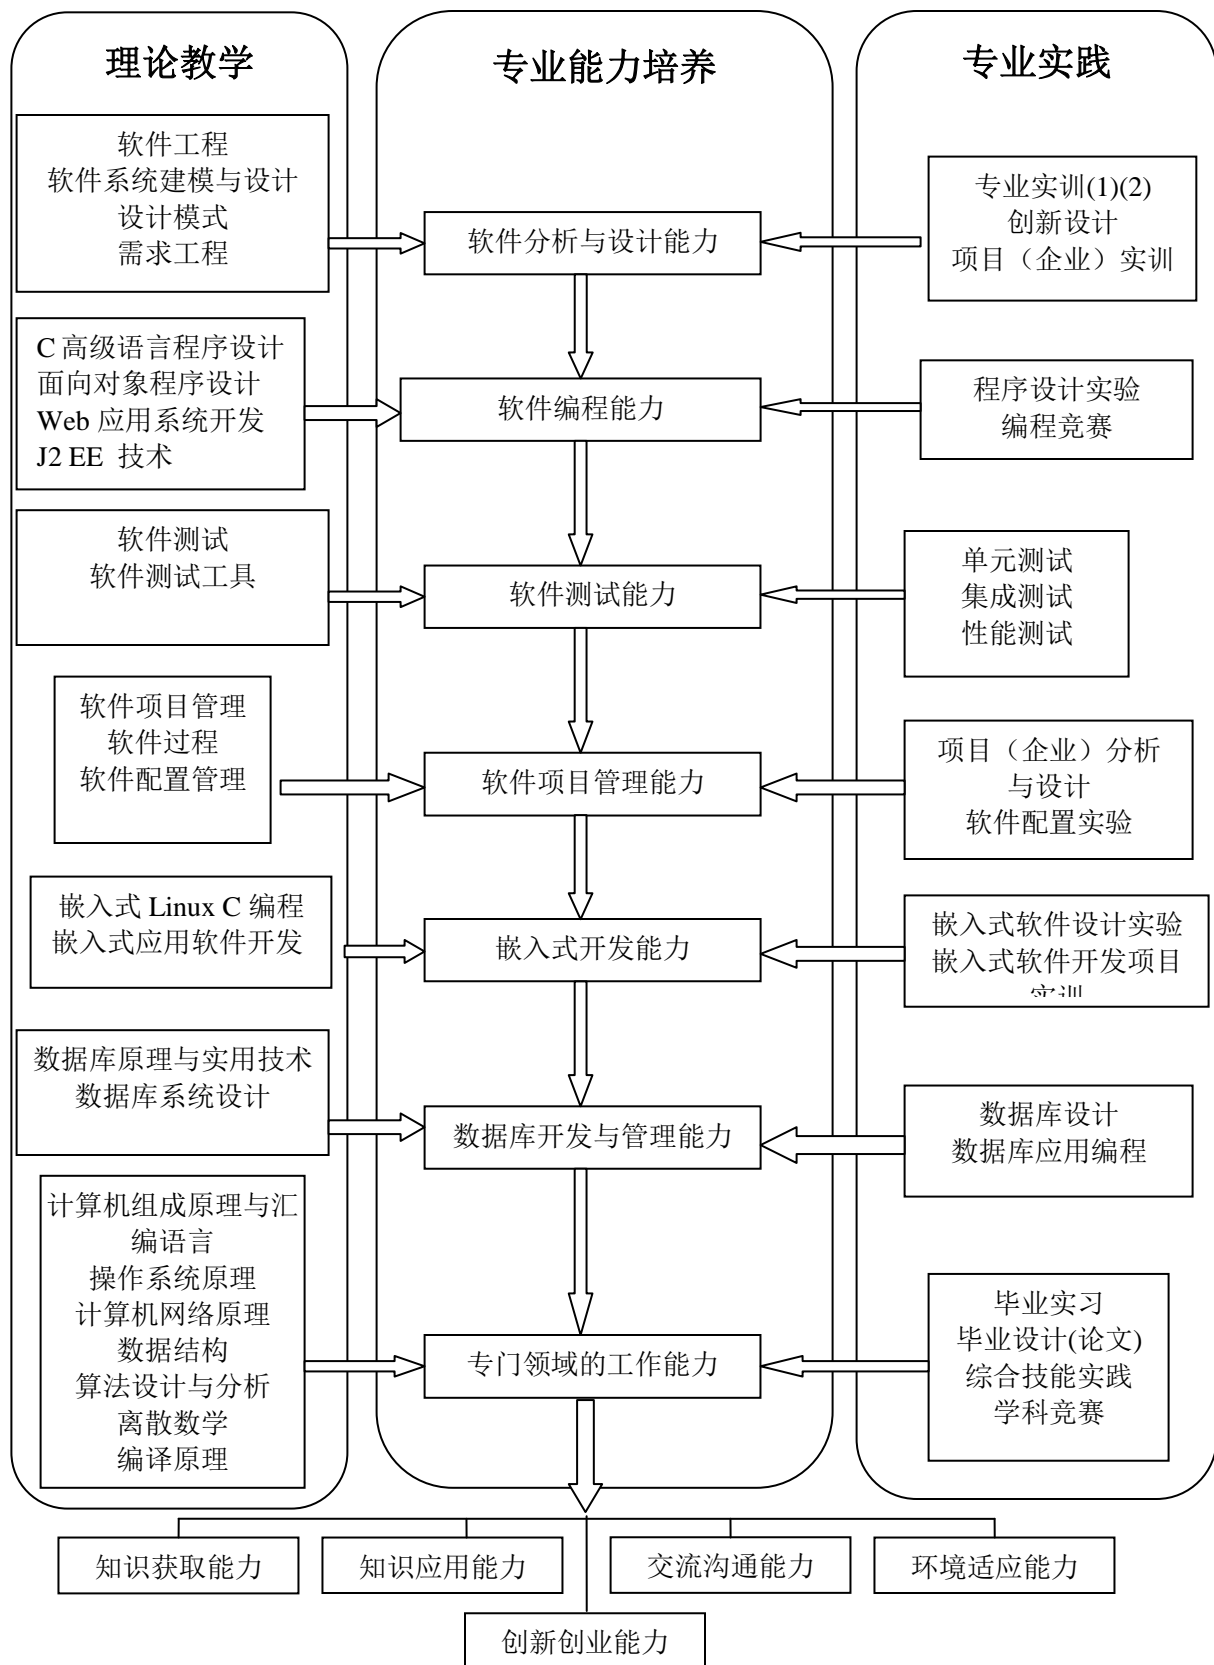 理论教学
专业能力培养
专业实践
软件工程
软件系统建模与设计
设计模式
需求工程
软件分析与设计能力
专业实训(1)(2)
创新设计
项目（企业）实训
C 高级语言程序设计
面向对象程序设计
Web 应用系统开发
J2 EE 技术
软件编程能力
程序设计实验
编程竞赛
软件测试
软件测试工具
软件测试能力
单元测试
集成测试
性能测试
软件项目管理
软件过程
软件配置管理
软件项目管理能力
项目（企业）分析
与设计
软件配置实验
嵌入式 Linux C 编程
嵌入式应用软件开发
嵌入式开发能力
嵌入式软件设计实验
嵌入式软件开发项目
实训
数据库原理与实用技术
数据库系统设计
数据库开发与管理能力
数据库设计
数据库应用编程
计算机组成原理与汇
编语言
操作系统原理
计算机网络原理
数据结构
算法设计与分析
离散数学
编译原理
专门领域的工作能力
毕业实习
毕业设计(论文)
综合技能实践
学科竞赛
知识获取能力
知识应用能力
交流沟通能力
环境适应能力
创新创业能力